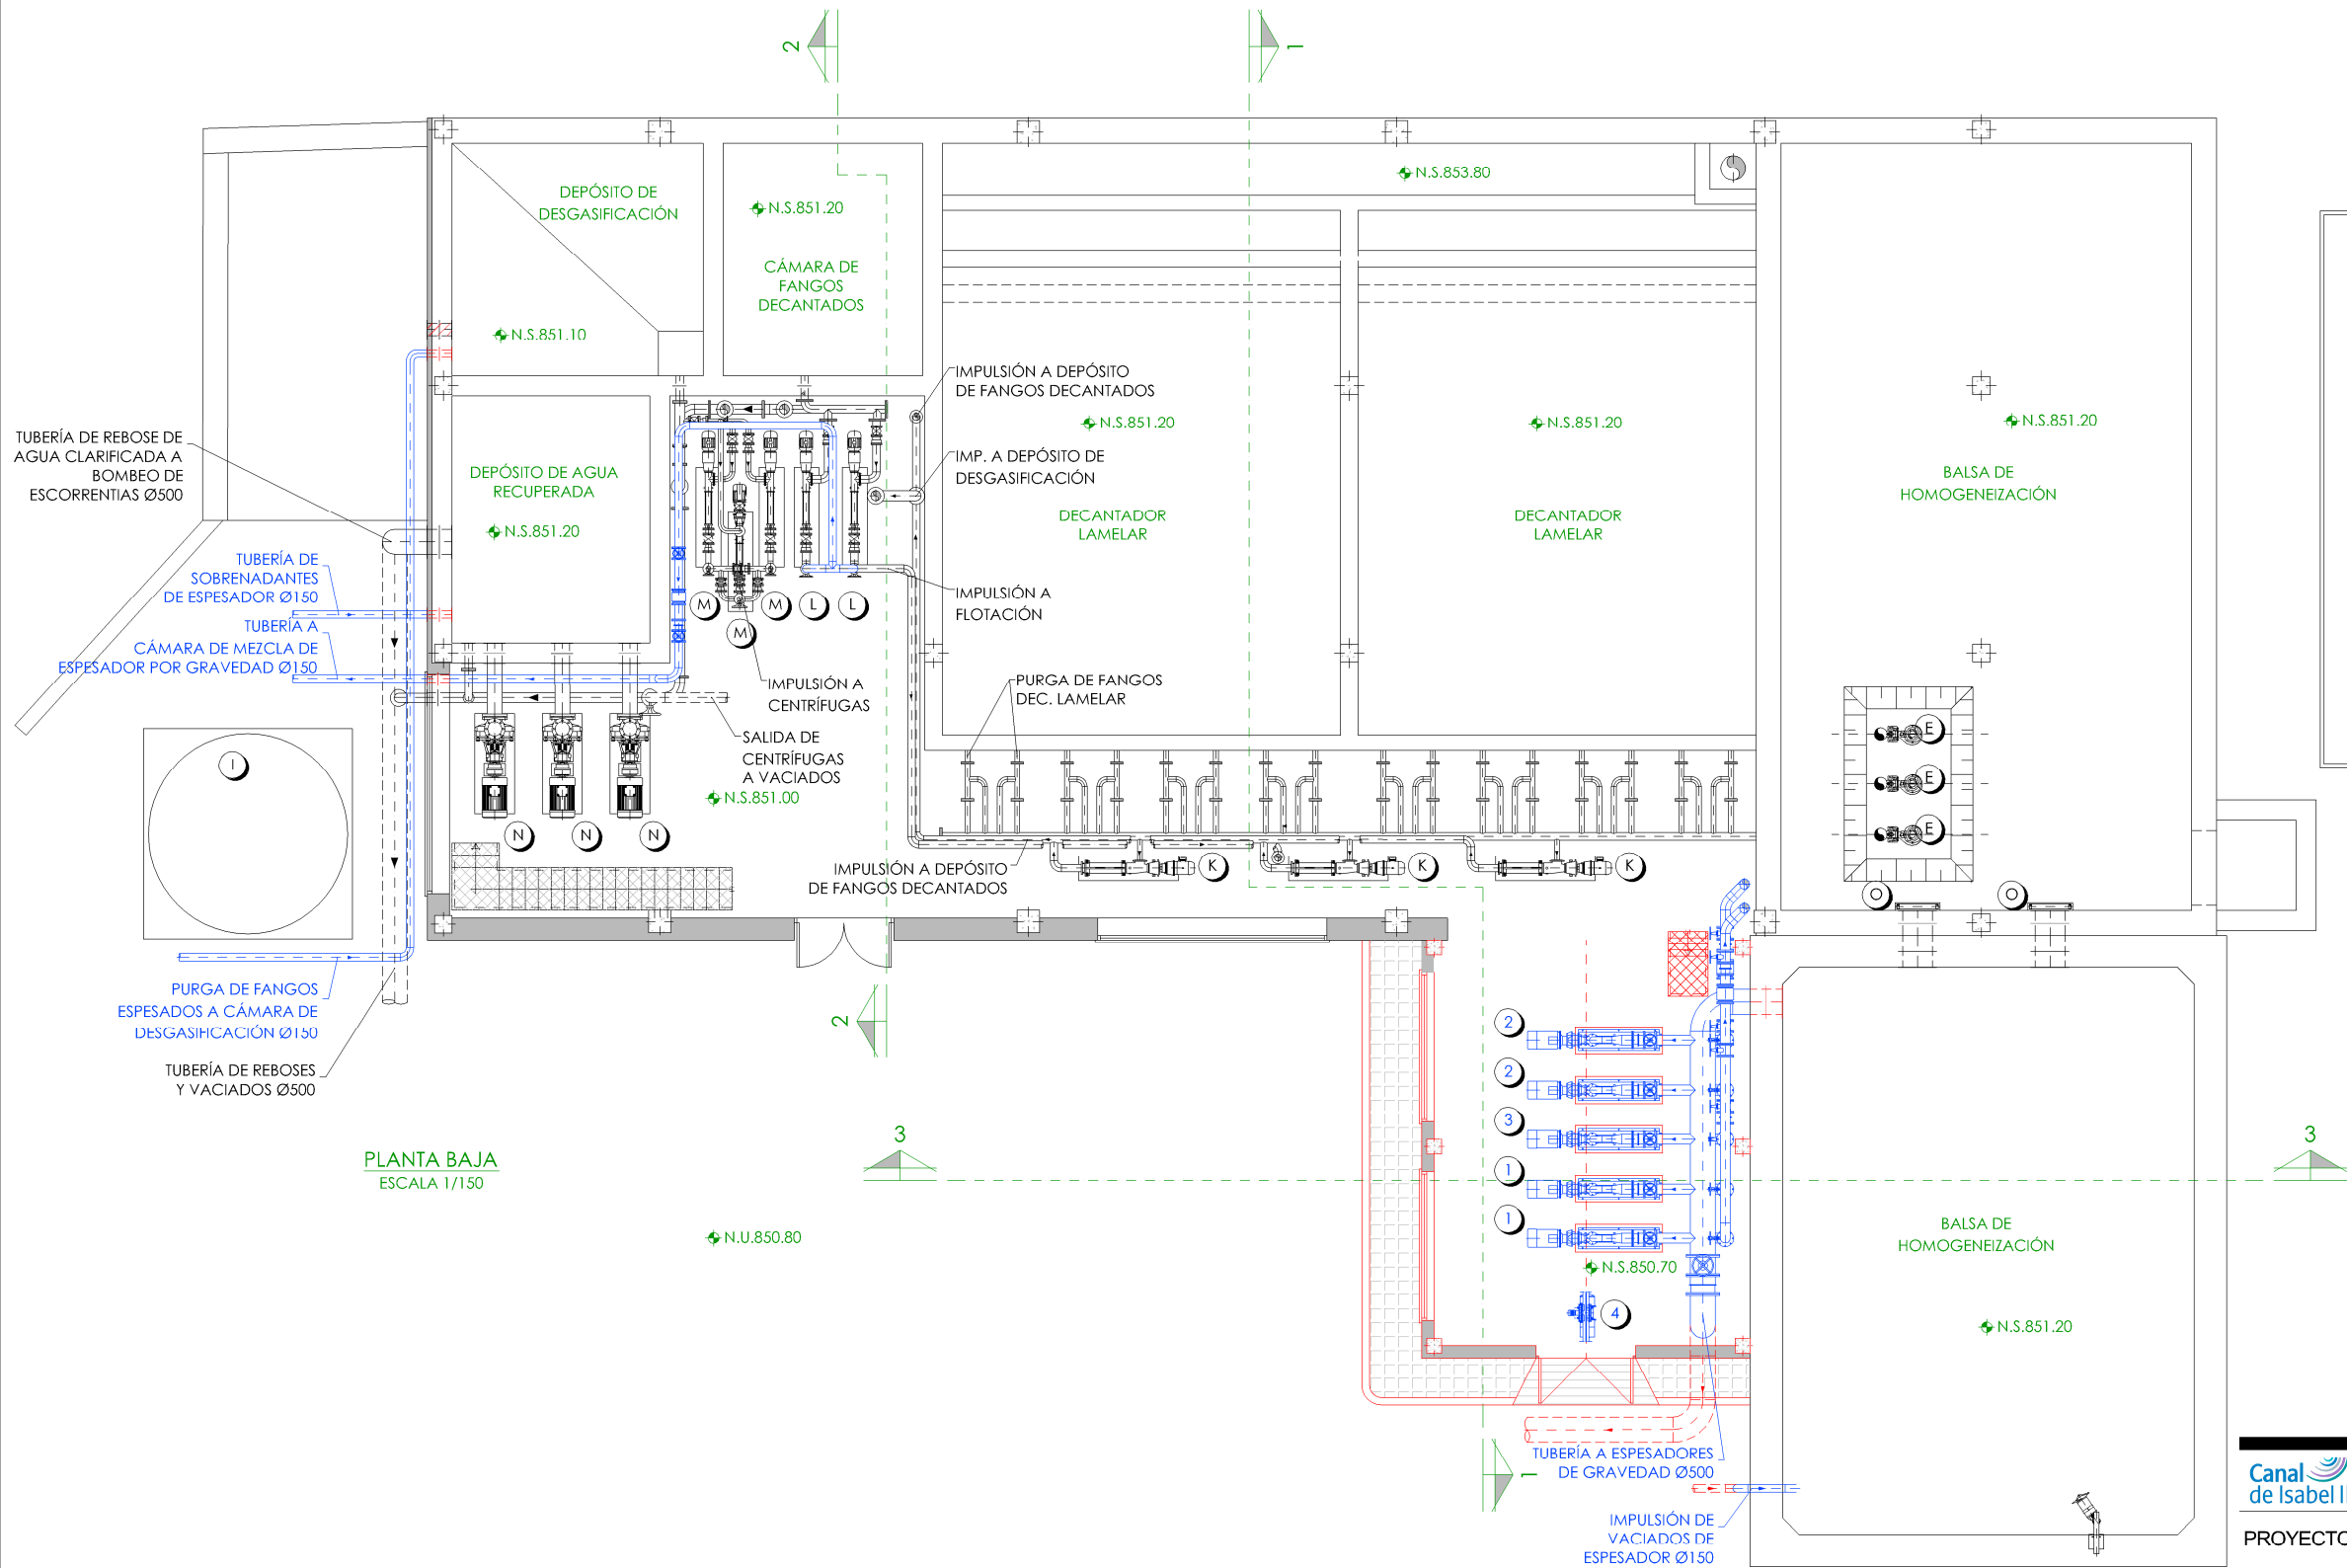 2
1
N.S.853.80
DEPÓSITO DE
DESGASIFICACIÓN
N.S.851.20
CÁMARA DE
FANGOS
DECANTADOS
N.S.851.10
IMPULSIÓN A DEPÓSITO
DE FANGOS DECANTADOS
N.S.851.20
N.S.851.20
N.S.851.20
TUBERÍA DE REBOSE DE
AGUA CLARIFICADA A
BOMBEO DE
ESCORRENTIAS Ø500
DEPÓSITO DE AGUA
RECUPERADA
N.S.851.20
IMP. A DEPÓSITO DE
DESGASIFICACIÓN
DECANTADOR
LAMELAR
DECANTADOR
LAMELAR
BALSA DE
HOMOGENEIZACIÓN
TUBERÍA DE
SOBRENADANTES
DE ESPESADOR Ø150
TUBERÍA A
CÁMARA DE MEZCLA DE
ESPESADOR POR GRAVEDAD Ø150
M
M
L
L
M
IMPULSIÓN A
FLOTACIÓN
IMPULSIÓN A
CENTRÍFUGAS
PURGA DE FANGOS
DEC. LAMELAR
SALIDA DE
CENTRÍFUGAS
A VACIADOS
N.S.851.00
I
E
E
E
N
N
N
IMPULSIÓN A DEPÓSITO
DE FANGOS DECANTADOS
K
K
K
O
O
PURGA DE FANGOS
ESPESADOS A CÁMARA DE
DESGASIFICACIÓN Ø150
TUBERÍA DE REBOSES
Y VACIADOS Ø500
2
2
2
3
1
1
PLANTA BAJA
ESCALA 1/150
3
3
N.U.850.80
N.S.850.70
4
BALSA DE
HOMOGENEIZACIÓN
N.S.851.20
TUBERÍA A ESPESADORES
DE GRAVEDAD Ø500
1
IMPULSIÓN DE
VACIADOS DE
ESPESADOR Ø150
Canal
de Isabel II
PROYECTO